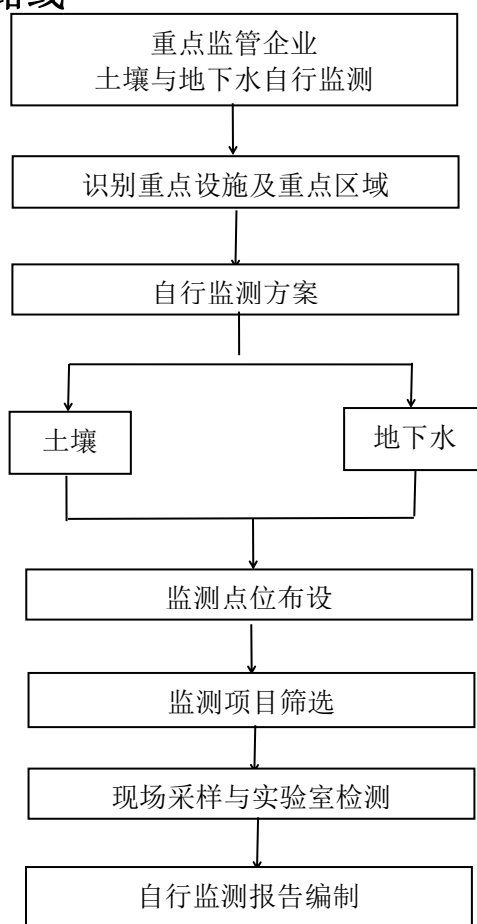 重点监管企业
土壤与地下水自行监测
识别重点设施及重点区域
自行监测方案
土壤
地下水
监测点位布设
监测项目筛选
现场采样与实验室检测
自行监测报告编制